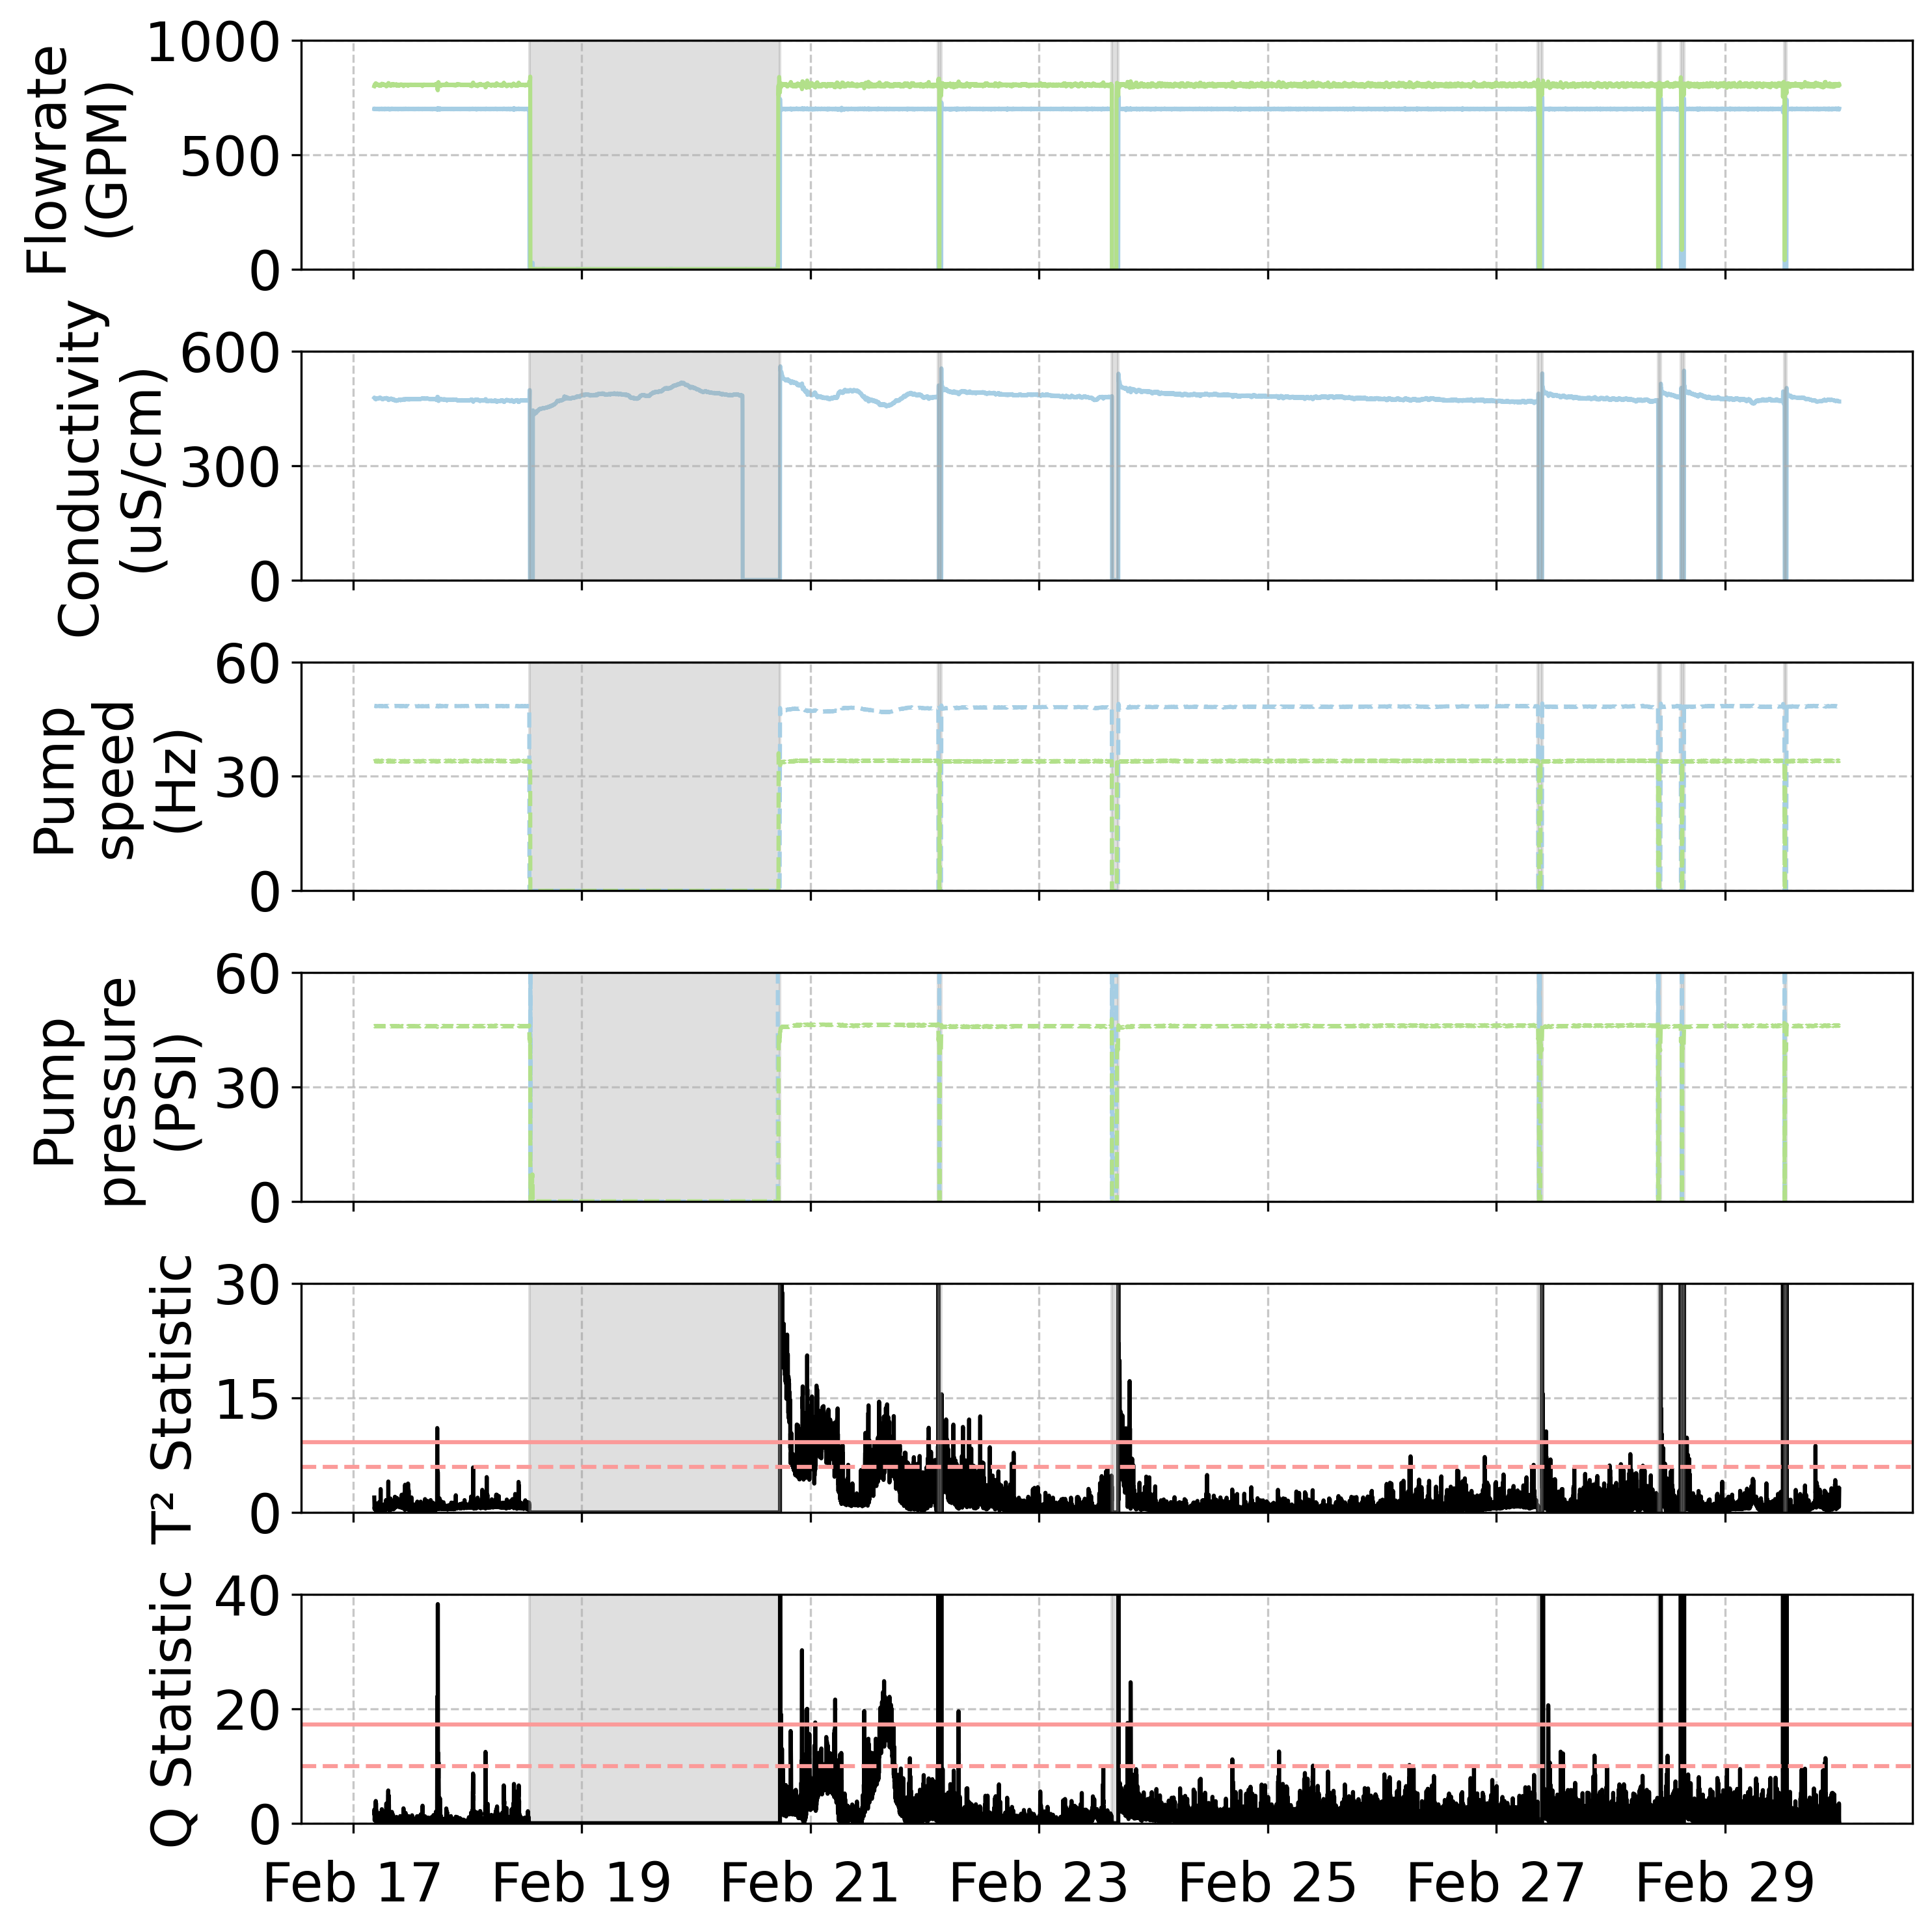 Flowrate
(GPM)
1000
500
0
Conductivity
(uS/cm)
600
300
0
Pump
speed
(Hz)
60
30
0
Pump
pressure
(PSI)
60
30
0
T² Statistic
30
15
0
Q Statistic
40
20
0
Feb 17 Feb 19 Feb 21 Feb 23 Feb 25 Feb 27 Feb 29